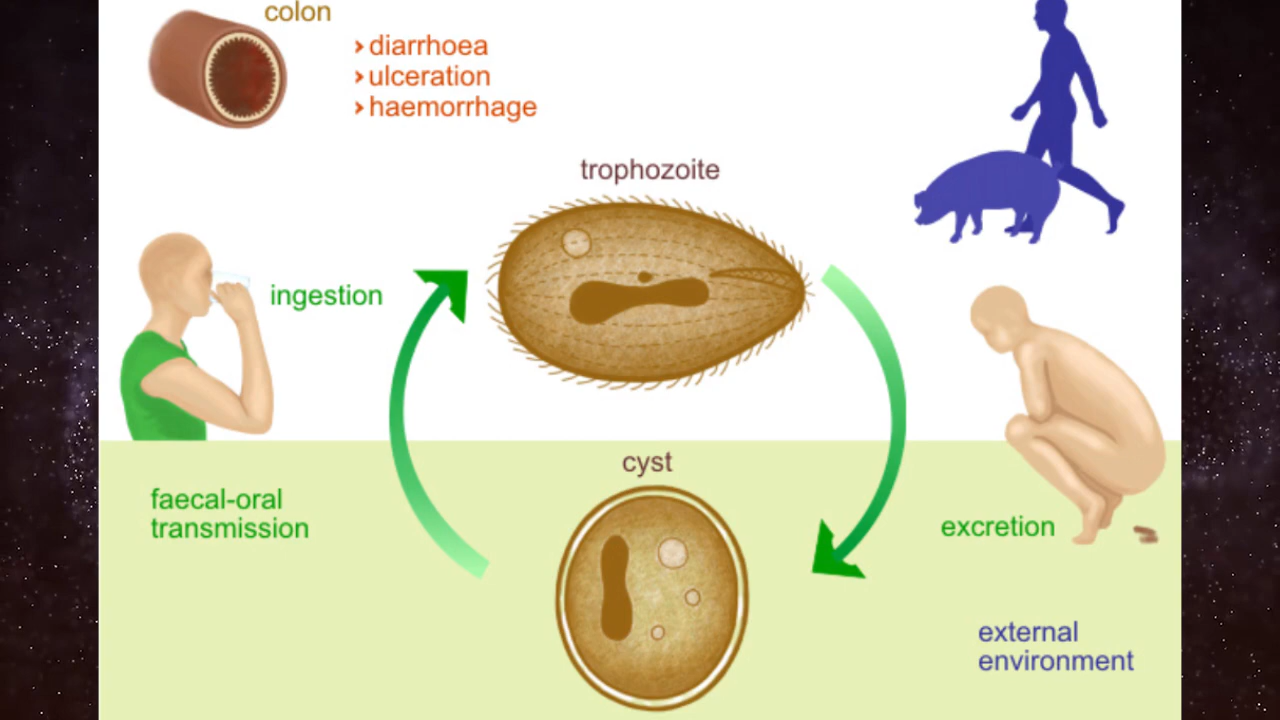 colon
> diarrhoea
> ulceration
> haemorrhage
trophozoite
ingestion
cyst
faecal-oral
transmission
excretion
external
environment